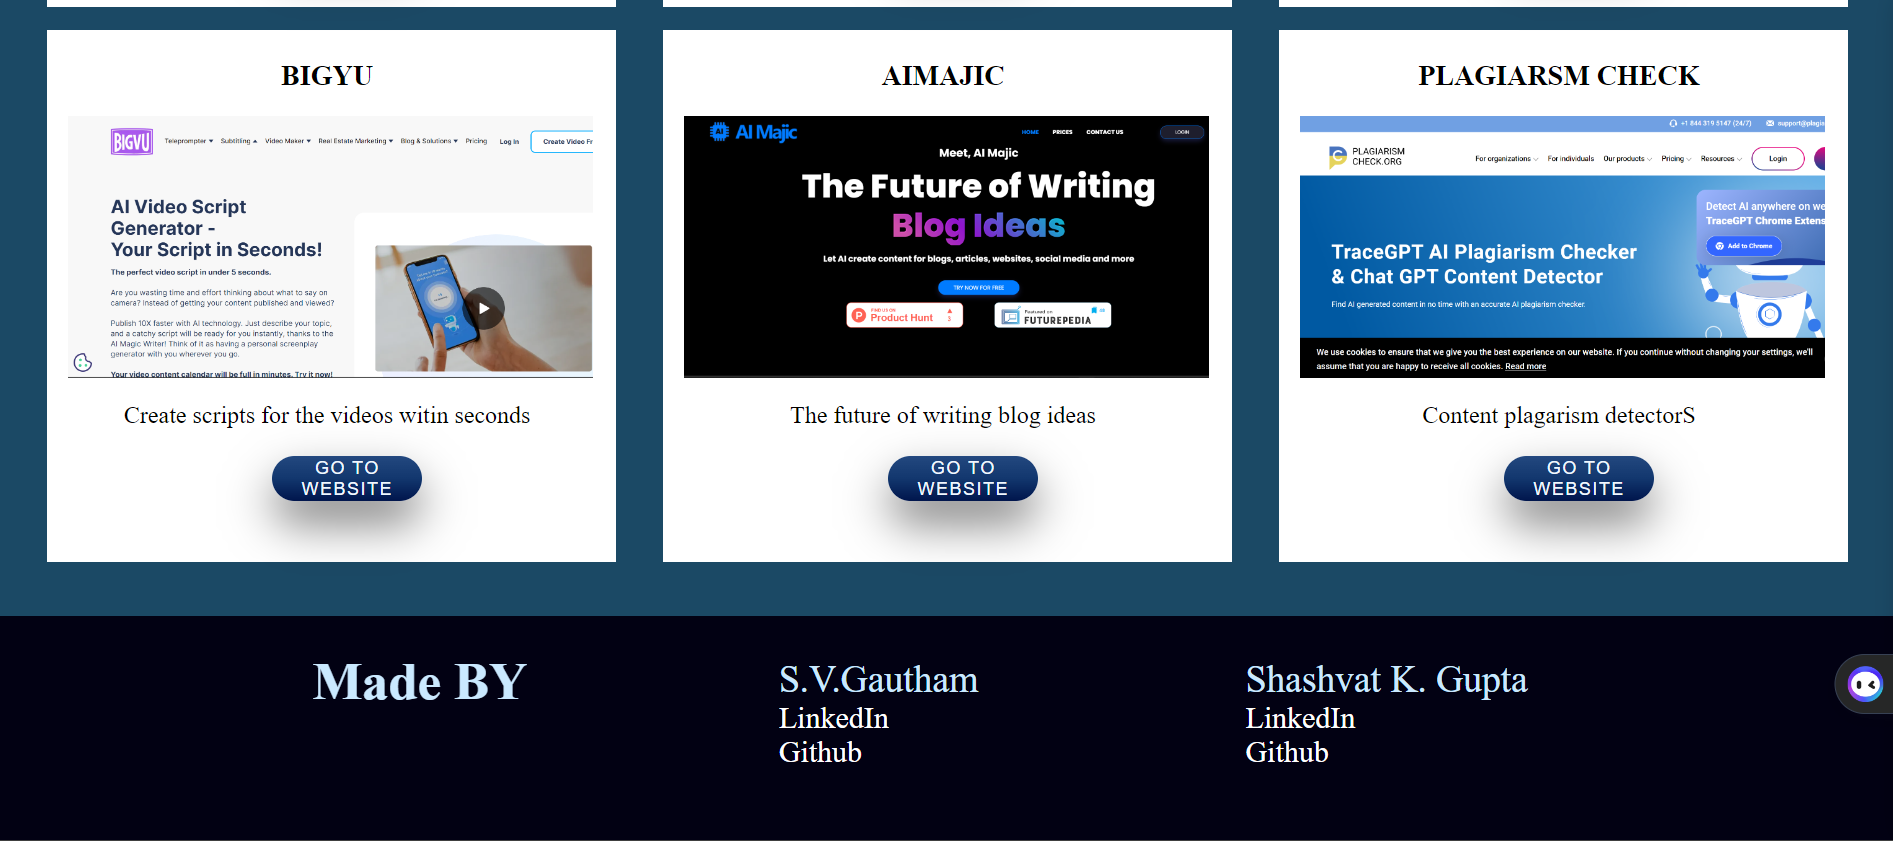 BIGYU
BIGVU
Teleprompter
Subtitling
Video Maker
Real Estate Marketing
Blog & Solutions
Pricing
Log In
Create Video Fr
AI Video Script
Generator -
Your Script in Seconds!
The perfect video script in under 5 seconds.
Are you wasting time and effort thinking about what to say on
camera? Instead of getting your content published and viewed?
Publish 10X faster with AI technology. Just describe your topic,
and a catchy script will be ready for you instantly, thanks to the
AI Magic Writer! Think of it as having a personal screenplay
generator with you wherever you go.
Your video content calendar will be full in minutes. Try it now!
Create scripts for the videos witin seconds
GO TO
WEBSITE
AIMAJIC
AI Majic
HOME
PRICES
CONTACT US
LOGIN
Meet, AI Majic
The Future of Writing
Blog Ideas
Let AI create content for blogs, articles, websites, social media and more
TRY NOW FOR FREE
FIND US ON
Product Hunt
3
Featured on
FUTUREPEDIA
The future of writing blog ideas
GO TO
WEBSITE
PLAGIARSM CHECK
+1 844 319 5147 (24/7)
support@plagia
PLAGIARISM
CHECK.ORG
For organizations
For individuals
Our products
Pricing
Resources
Login
Detect AI anywhere on we
TraceGPT Chrome Extens
Add to Chrome
TraceGPT AI Plagiarism Checker
& Chat GPT Content Detector
Find AI generated content in no time with an accurate AI plagiarism checker.
We use cookies to ensure that we give you the best experience on our website. If you continue without changing your settings, we'll
assume that you are happy to receive all cookies. Read more
Content plagarism detectorS
GO TO
WEBSITE
Made BY
S.V.Gautham
LinkedIn
Github
Shashvat K. Gupta
LinkedIn
Github